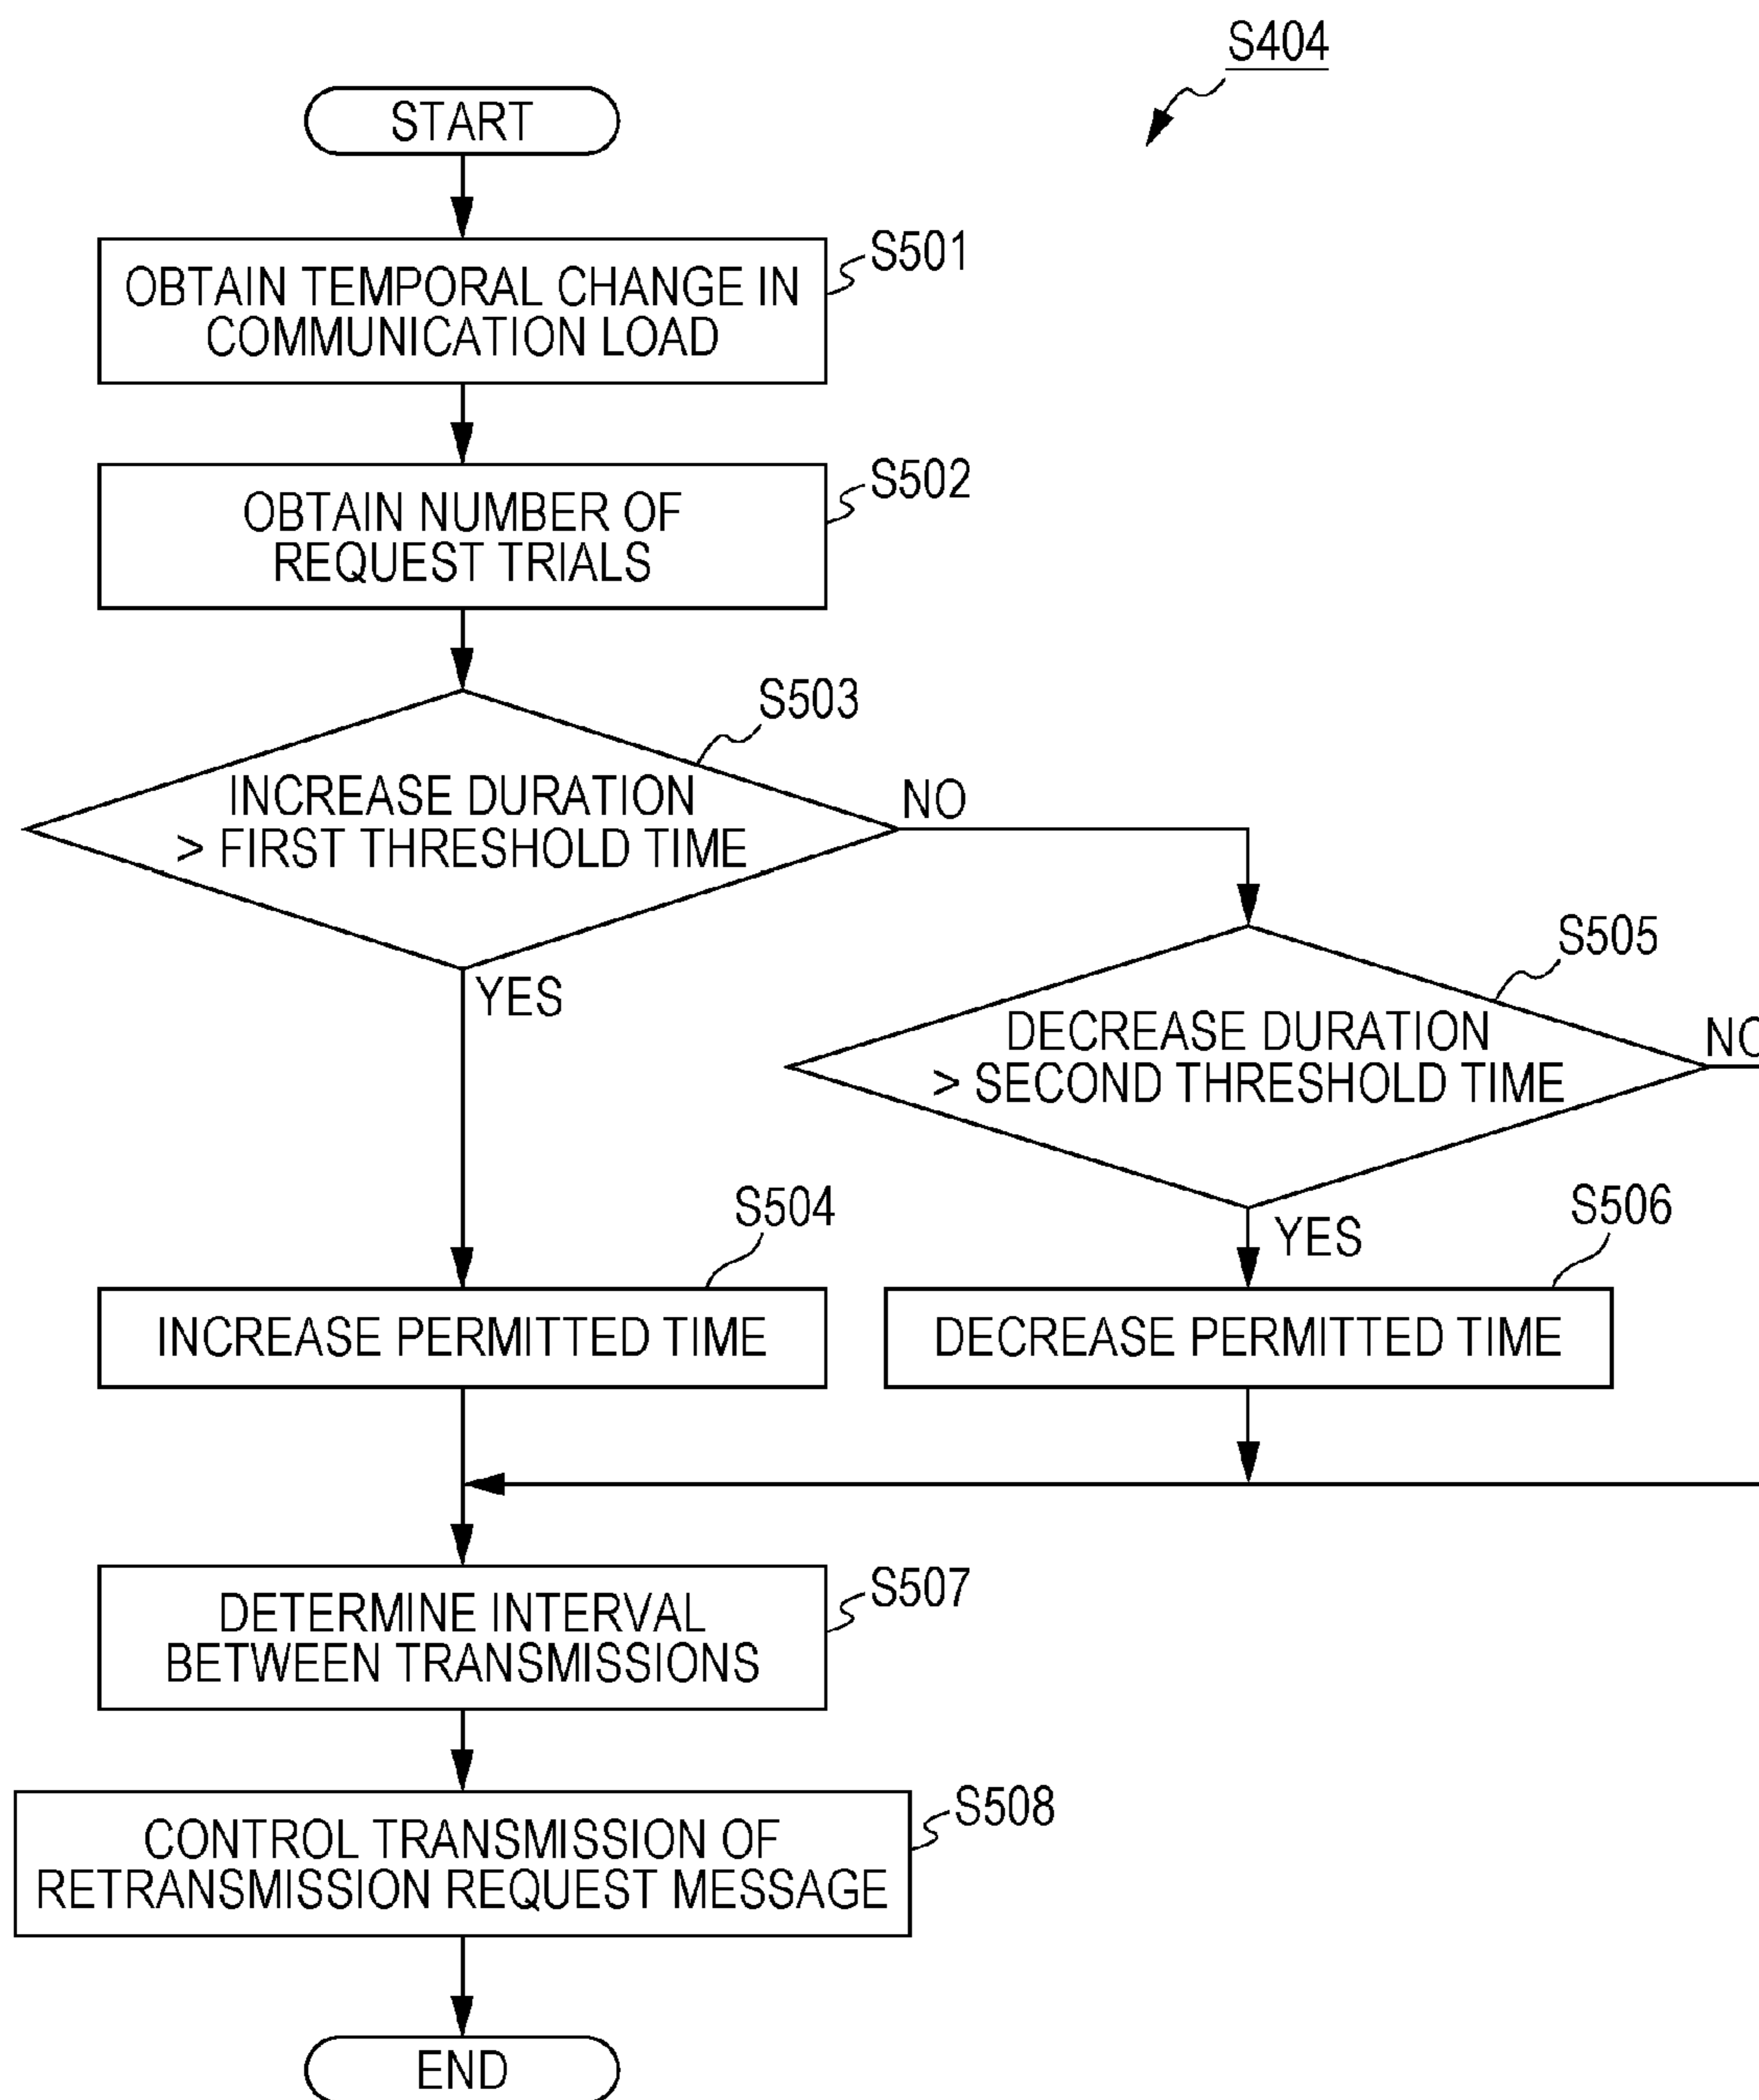 S404
START
S501
OBTAIN TEMPORAL CHANGE IN
COMMUNICATION LOAD
S502
OBTAIN NUMBER OF
REQUEST TRIALS
S503
INCREASE DURATION
> FIRST THRESHOLD TIME
NO
YES
S505
DECREASE DURATION
> SECOND THRESHOLD TIME
NO
YES
S504
INCREASE PERMITTED TIME
S506
DECREASE PERMITTED TIME
S507
DETERMINE INTERVAL
BETWEEN TRANSMISSIONS
S508
CONTROL TRANSMISSION OF
RETRANSMISSION REQUEST MESSAGE
END